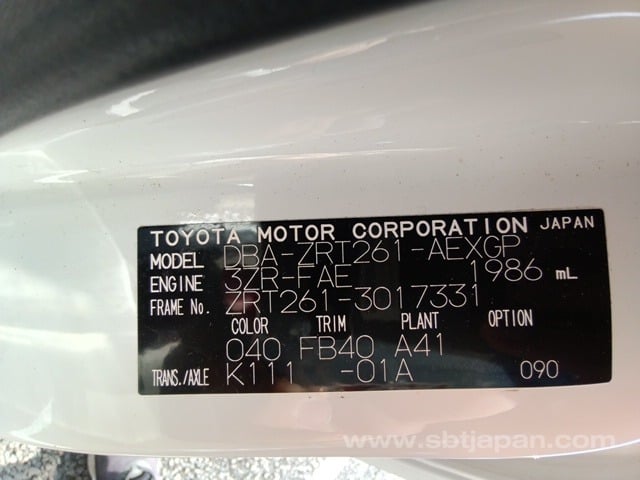 TOYOTA MOTOR CORPORATION JAPAN
MODEL DBA-ZRT261-AEXGP
ENGINE 3ZR-FAE 1986 mL
FRAME No. ZRT261-3017331
COLOR TRIM PLANT OPTION
040 FB40 A41
TRANS./AXLE K111 -01A 090
www.sbtjapan.com